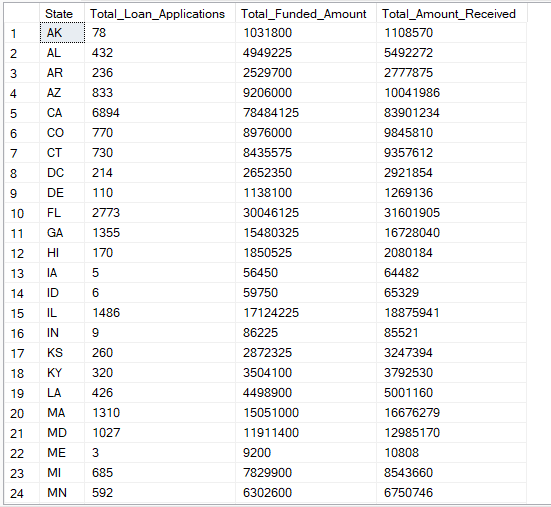 State Total_Loan_Applications Total_Funded_Amount Total_Amount_Received
1 AK 78 1031800 1108570
2 AL 432 4949225 5492272
3 AR 236 2529700 2777875
4 AZ 833 9206000 10041986
5 CA 6894 78484125 83901234
6 CO 770 8976000 9845810
7 CT 730 8435575 9357612
8 DC 214 2652350 2921854
9 DE 110 1138100 1269136
10 FL 2773 30046125 31601905
11 GA 1355 15480325 16728040
12 HI 170 1850525 2080184
13 IA 5 56450 64482
14 ID 6 59750 65329
15 IL 1486 17124225 18875941
16 IN 9 86225 85521
17 KS 260 2872325 3247394
18 KY 320 3504100 3792530
19 LA 426 4498900 5001160
20 MA 1310 15051000 16676279
21 MD 1027 11911400 12985170
22 ME 3 9200 10808
23 MI 685 7829900 8543660
24 MN 592 6302600 6750746